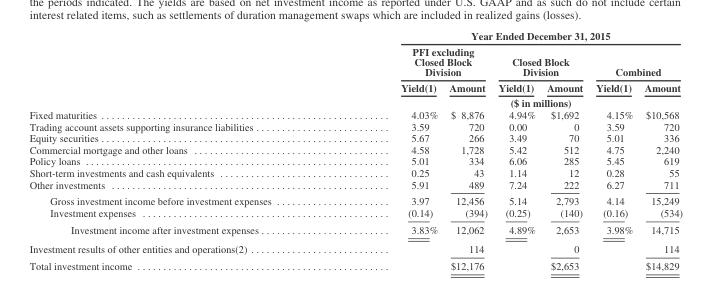 the periods indicated. The yields are based on net investment income as reported under U.S. GAAP and as such do not include certain
interest related items, such as settlements of duration management swaps which are included in realized gains (losses).
Year Ended December 31, 2015
PFI excluding Closed Block Division Closed Block Division Combined
Yield(1) Amount Yield(1) Amount Yield(1) Amount
($ in millions)
Fixed maturities 4.03% $ 8,876 4.94% $1,692 4.15% $10,568
Trading account assets supporting insurance liabilities 3.59 720 0.00 0 3.59 720
Equity securities 5.67 266 3.49 70 5.01 336
Commercial mortgage and other loans 4.58 1,728 5.42 512 4.75 2,240
Policy loans 5.01 334 6.06 285 5.45 619
Short-term investments and cash equivalents 0.25 43 1.14 12 0.28 55
Other investments 5.91 489 7.24 222 6.27 711
Gross investment income before investment expenses 3.97 12,456 5.14 2,793 4.14 15,249
Investment expenses (0.14) (394) (0.25) (140) (0.16) (534)
Investment income after investment expenses 3.83% 12,062 4.89% 2,653 3.98% 14,715
Investment results of other entities and operations(2) 114 0 114
Total investment income $12,176 $2,653 $14,829